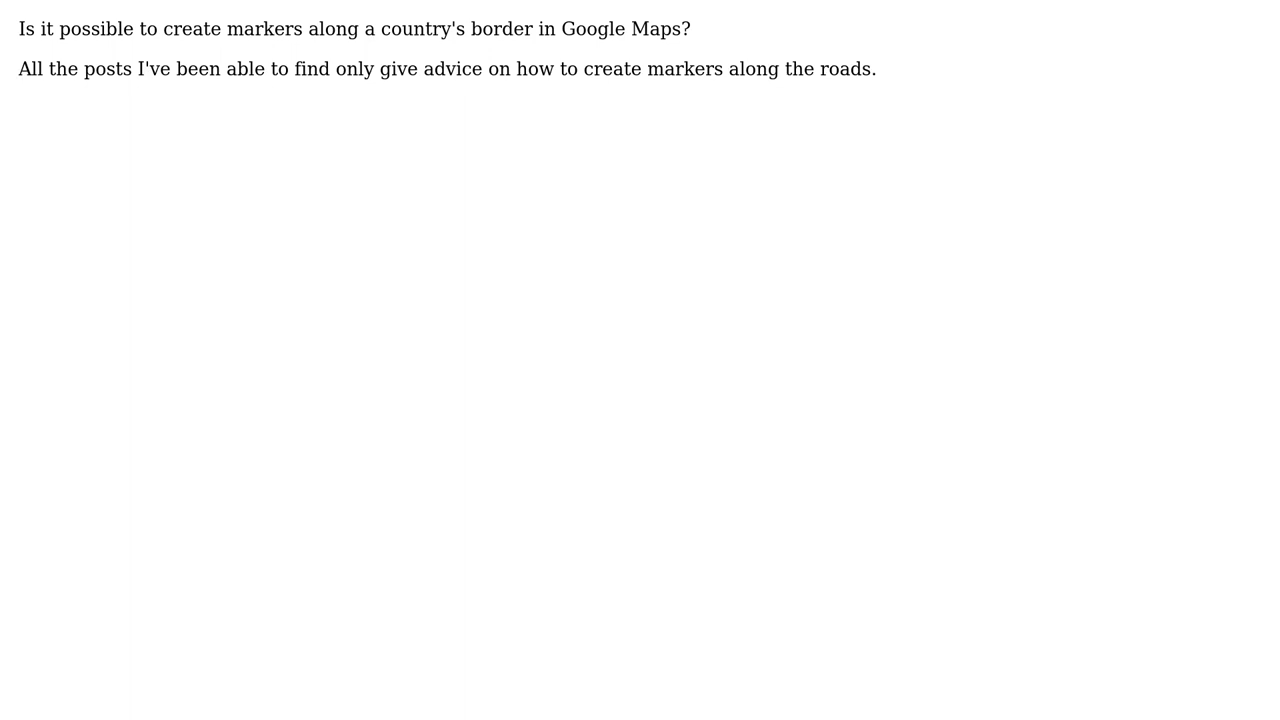 Is it possible to create markers along a country's border in Google Maps?
All the posts I've been able to find only give advice on how to create markers along the roads.